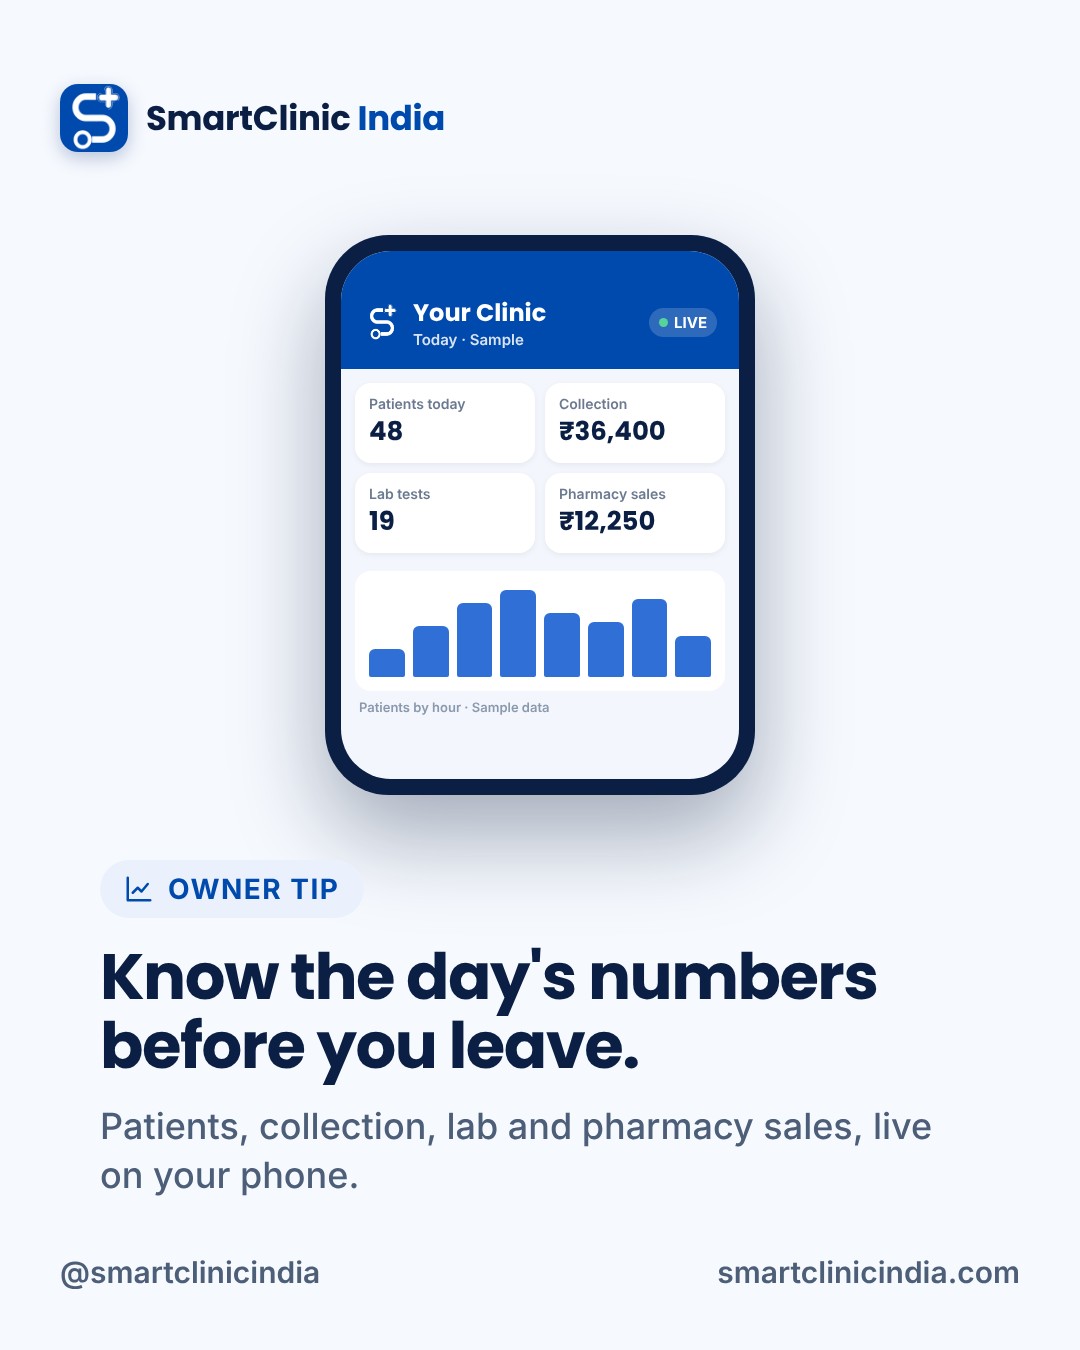 SmartClinic India
Your Clinic
Today · Sample
LIVE
Patients today
48
Collection
₹36,400
Lab tests
19
Pharmacy sales
₹12,250
Patients by hour · Sample data
OWNER TIP
Know the day's numbers
before you leave.
Patients, collection, lab and pharmacy sales, live
on your phone.
@smartclinicindia
smartclinicindia.com